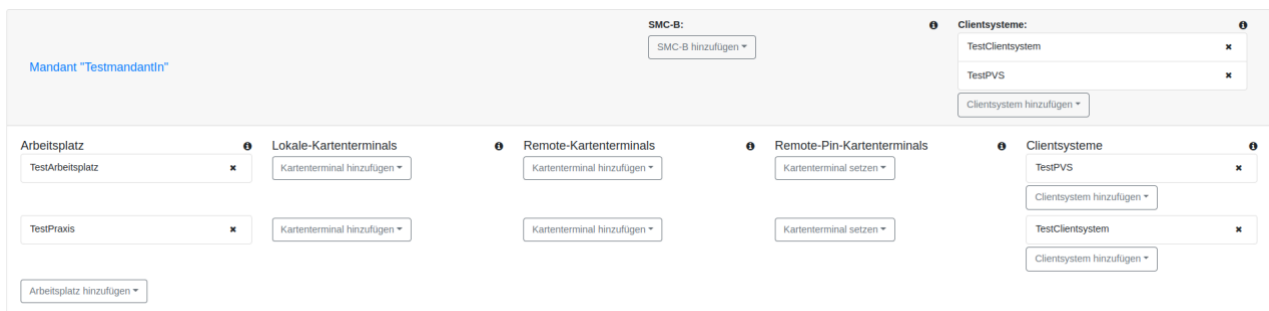 SMC-B:
Clientsysteme:
SMC-B hinzufügen
TestClientsystem
Mandant "TestmandantIn"
TestPVS
Clientsystem hinzufügen
Arbeitsplatz
Lokale-Kartenterminals
Remote-Kartenterminals
Remote-Pin-Kartenterminals
Clientsysteme
TestArbeitsplatz
Kartenterminal hinzufügen
Kartenterminal hinzufügen
Kartenterminal setzen
TestPVS
Clientsystem hinzufügen
TestPraxis
Kartenterminal hinzufügen
Kartenterminal hinzufügen
Kartenterminal setzen
TestClientsystem
Clientsystem hinzufügen
Arbeitsplatz hinzufügen